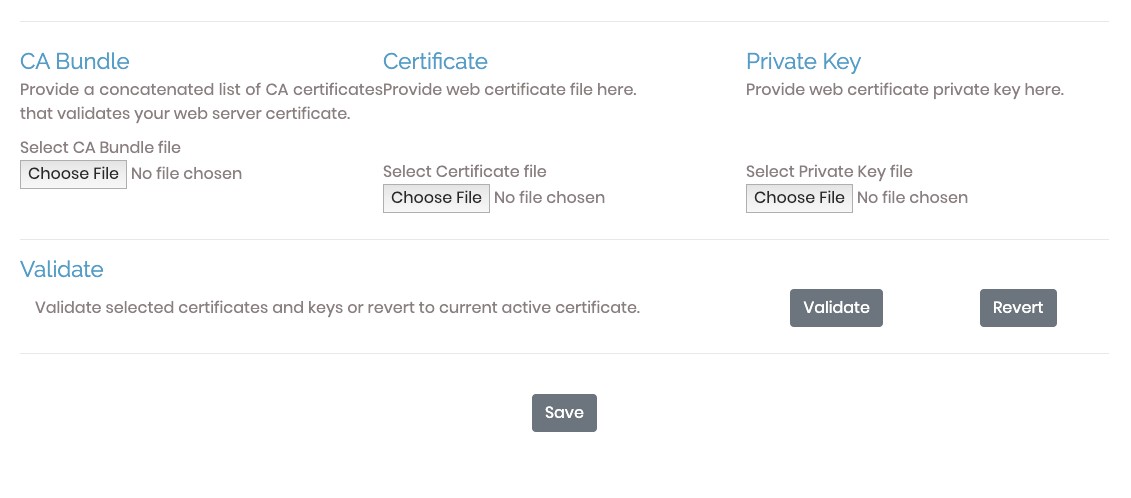 CA Bundle
Provide a concatenated list of CA certificates
that validates your web server certificate.
Select CA Bundle file
Choose File No file chosen
Certificate
Provide web certificate file here.
Select Certificate file
Choose File No file chosen
Private Key
Provide web certificate private key here.
Select Private Key file
Choose File No file chosen
Validate
Validate selected certificates and keys or revert to current active certificate.
Validate
Revert
Save